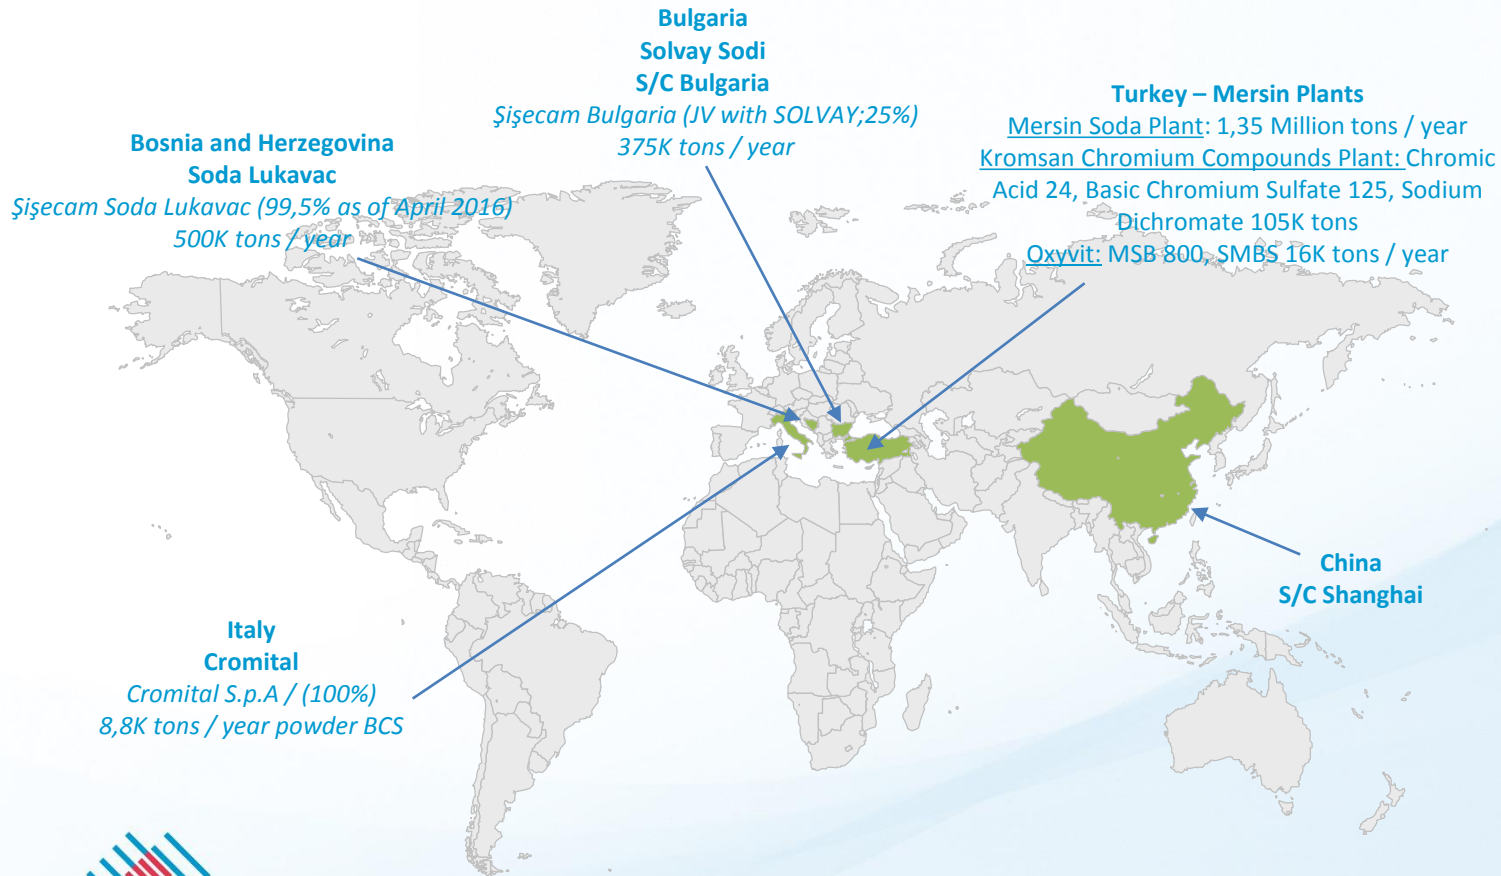 Bulgaria
Solvay Sodi
S/C Bulgaria
Şişecam Bulgaria (JV with SOLVAY;25%)
375K tons / year
Turkey – Mersin Plants
Mersin Soda Plant: 1,35 Million tons / year
Kromsan Chromium Compounds Plant: Chromic
Acid 24, Basic Chromium Sulfate 125, Sodium
Dichromate 105K tons
Oxyvit: MSB 800, SMBS 16K tons / year
Bosnia and Herzegovina
Soda Lukavac
Şişecam Soda Lukavac (99,5% as of April 2016)
500K tons / year
China
S/C Shanghai
Italy
Cromital
Cromital S.p.A / (100%)
8,8K tons / year powder BCS